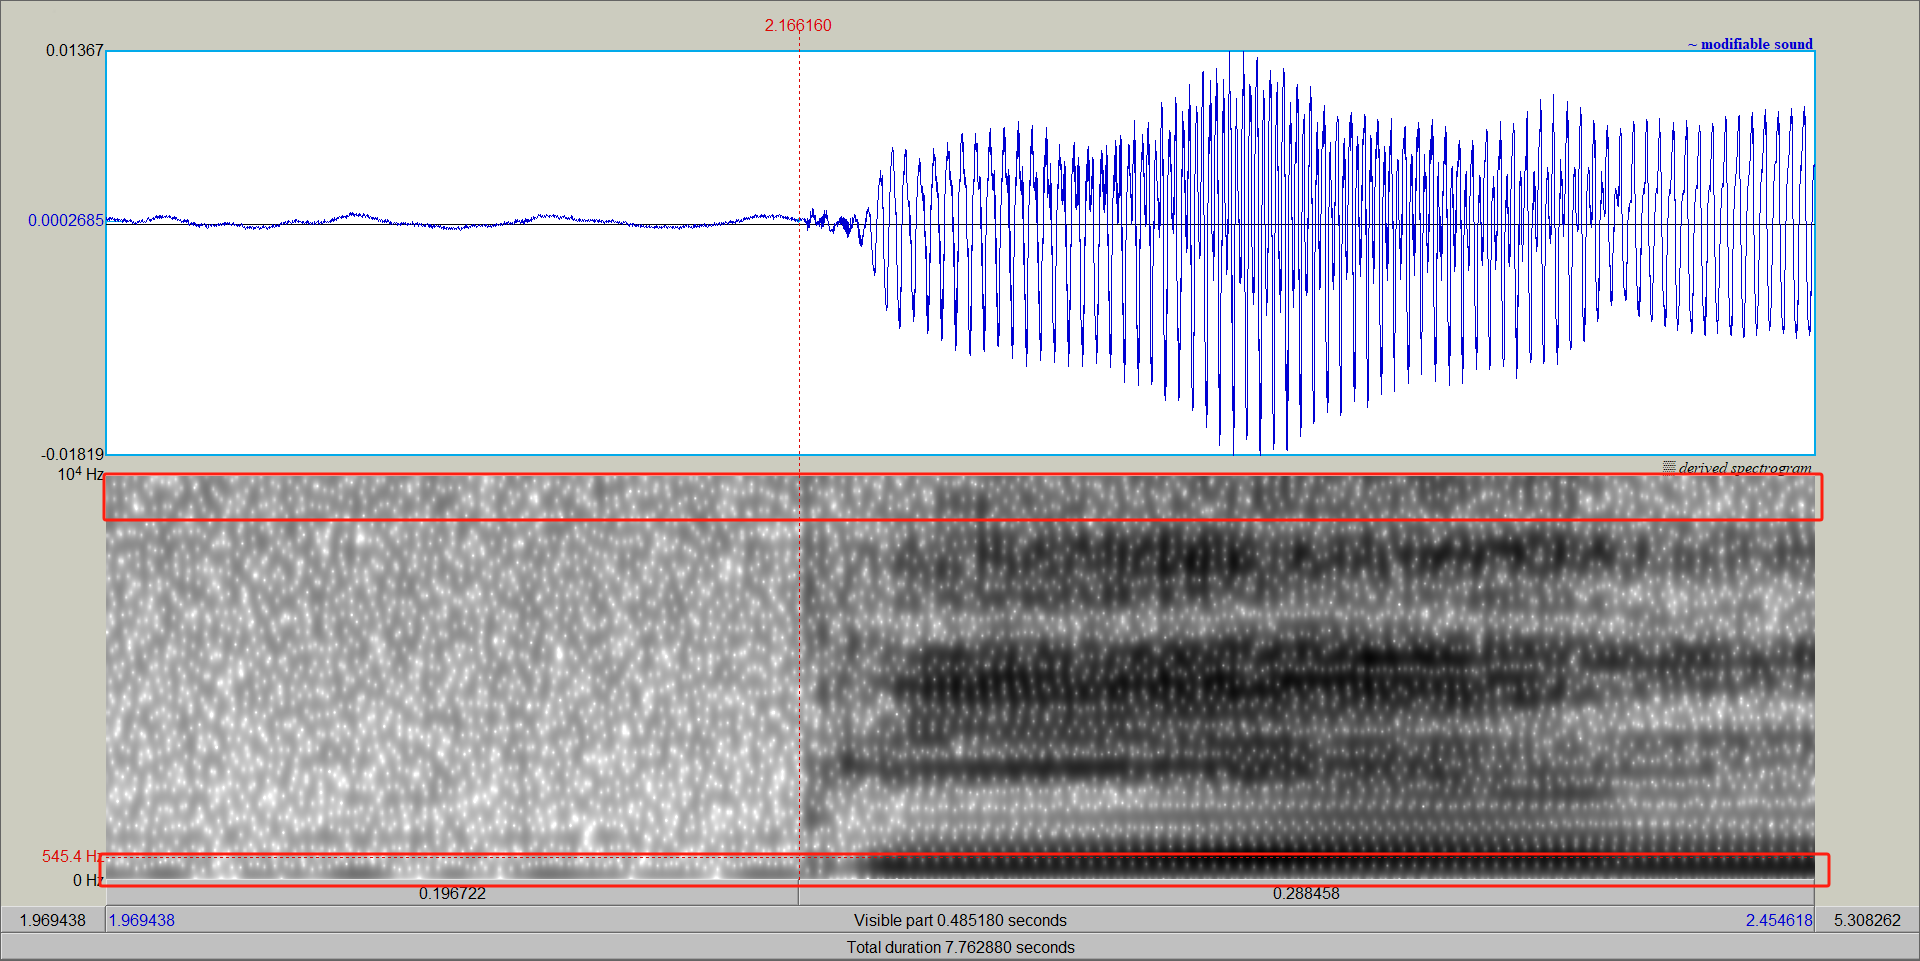 2.166160
0.01367
~ modifiable sound
0.0002685
-0.01819
10⁴ Hz
derived spectrogram
545.4 Hz
0 Hz
0.196722 0.288458
1.969438 1.969438 Visible part 0.485180 seconds 2.454618 5.308262
Total duration 7.762880 seconds